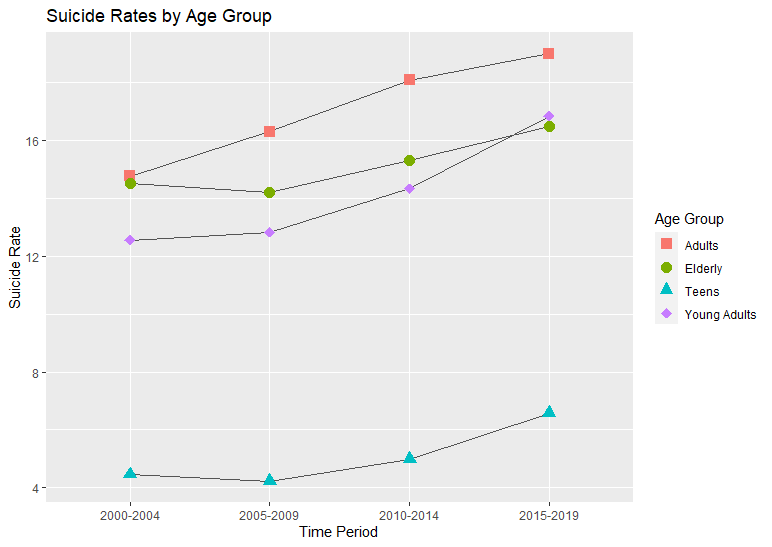 Suicide Rates by Age Group
Suicide Rate
16
12
8
4
2000-2004 2005-2009 2010-2014 2015-2019
Time Period
Age Group
Adults
Elderly
Teens
Young Adults